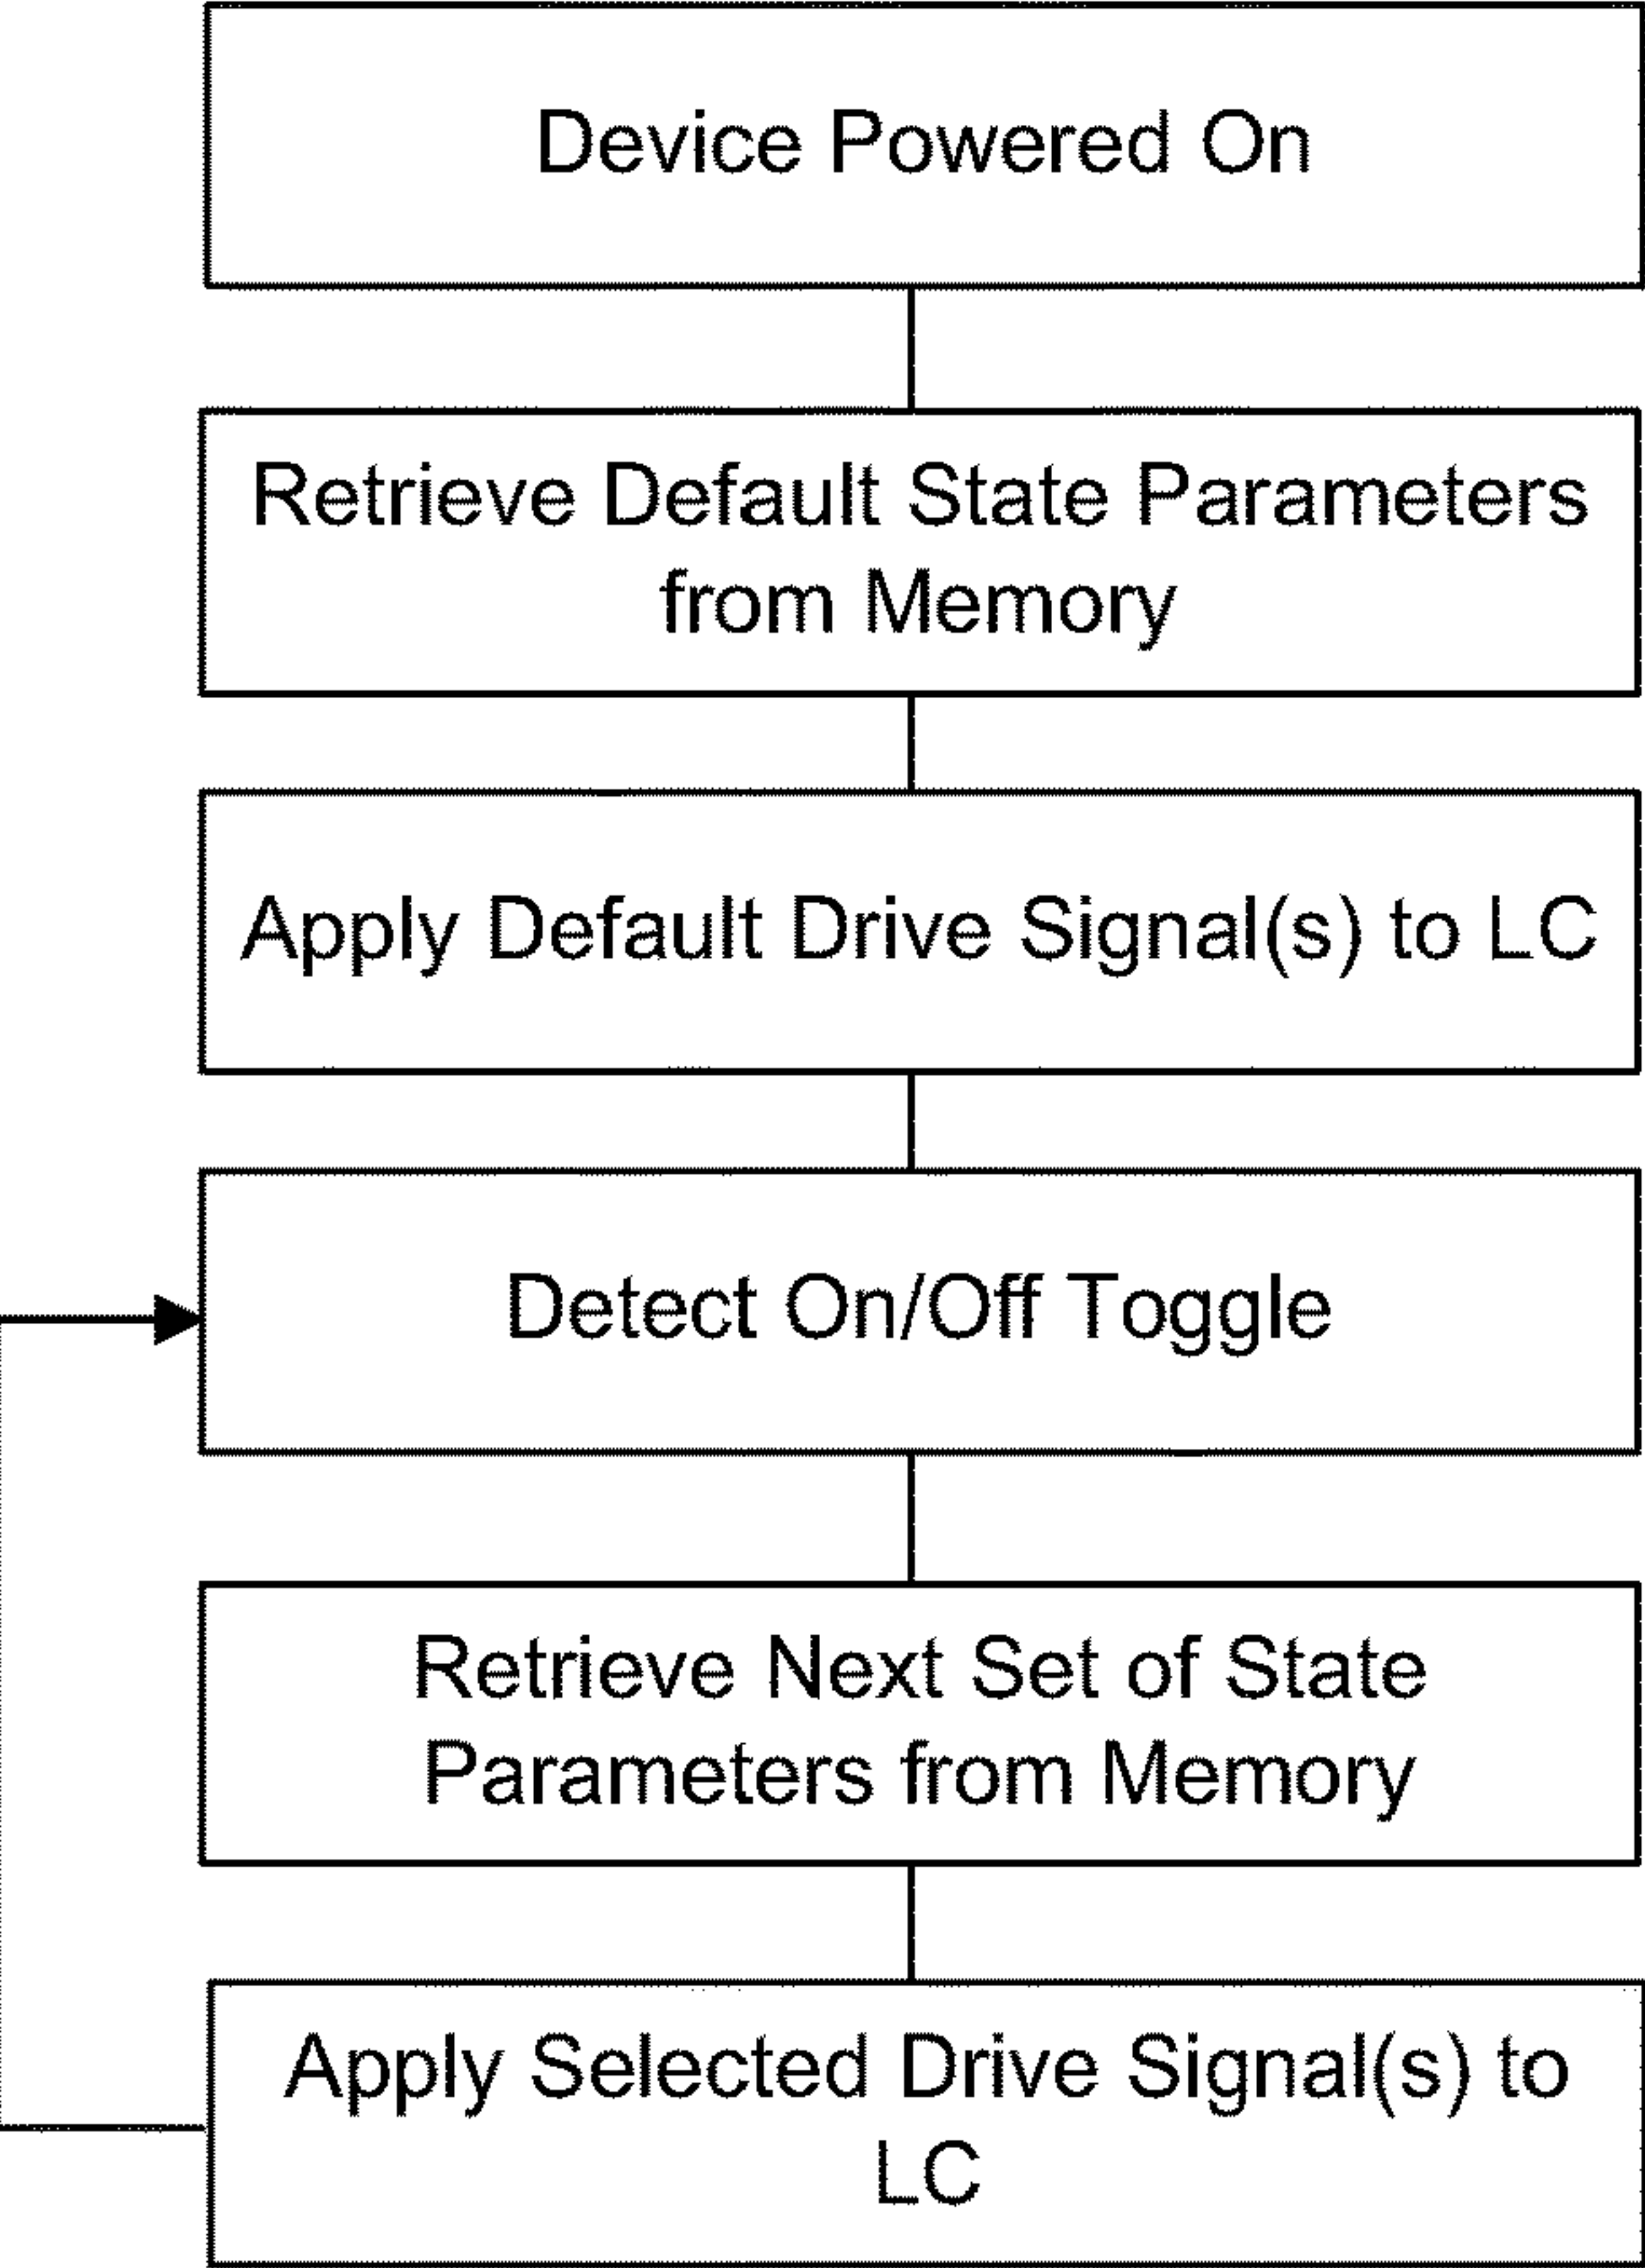 Device Powered On
Retrieve Default State Parameters
from Memory
Apply Default Drive Signal(s) to LC
Detect On/Off Toggle
Retrieve Next Set of State
Parameters from Memory
Apply Selected Drive Signal(s) to
LC